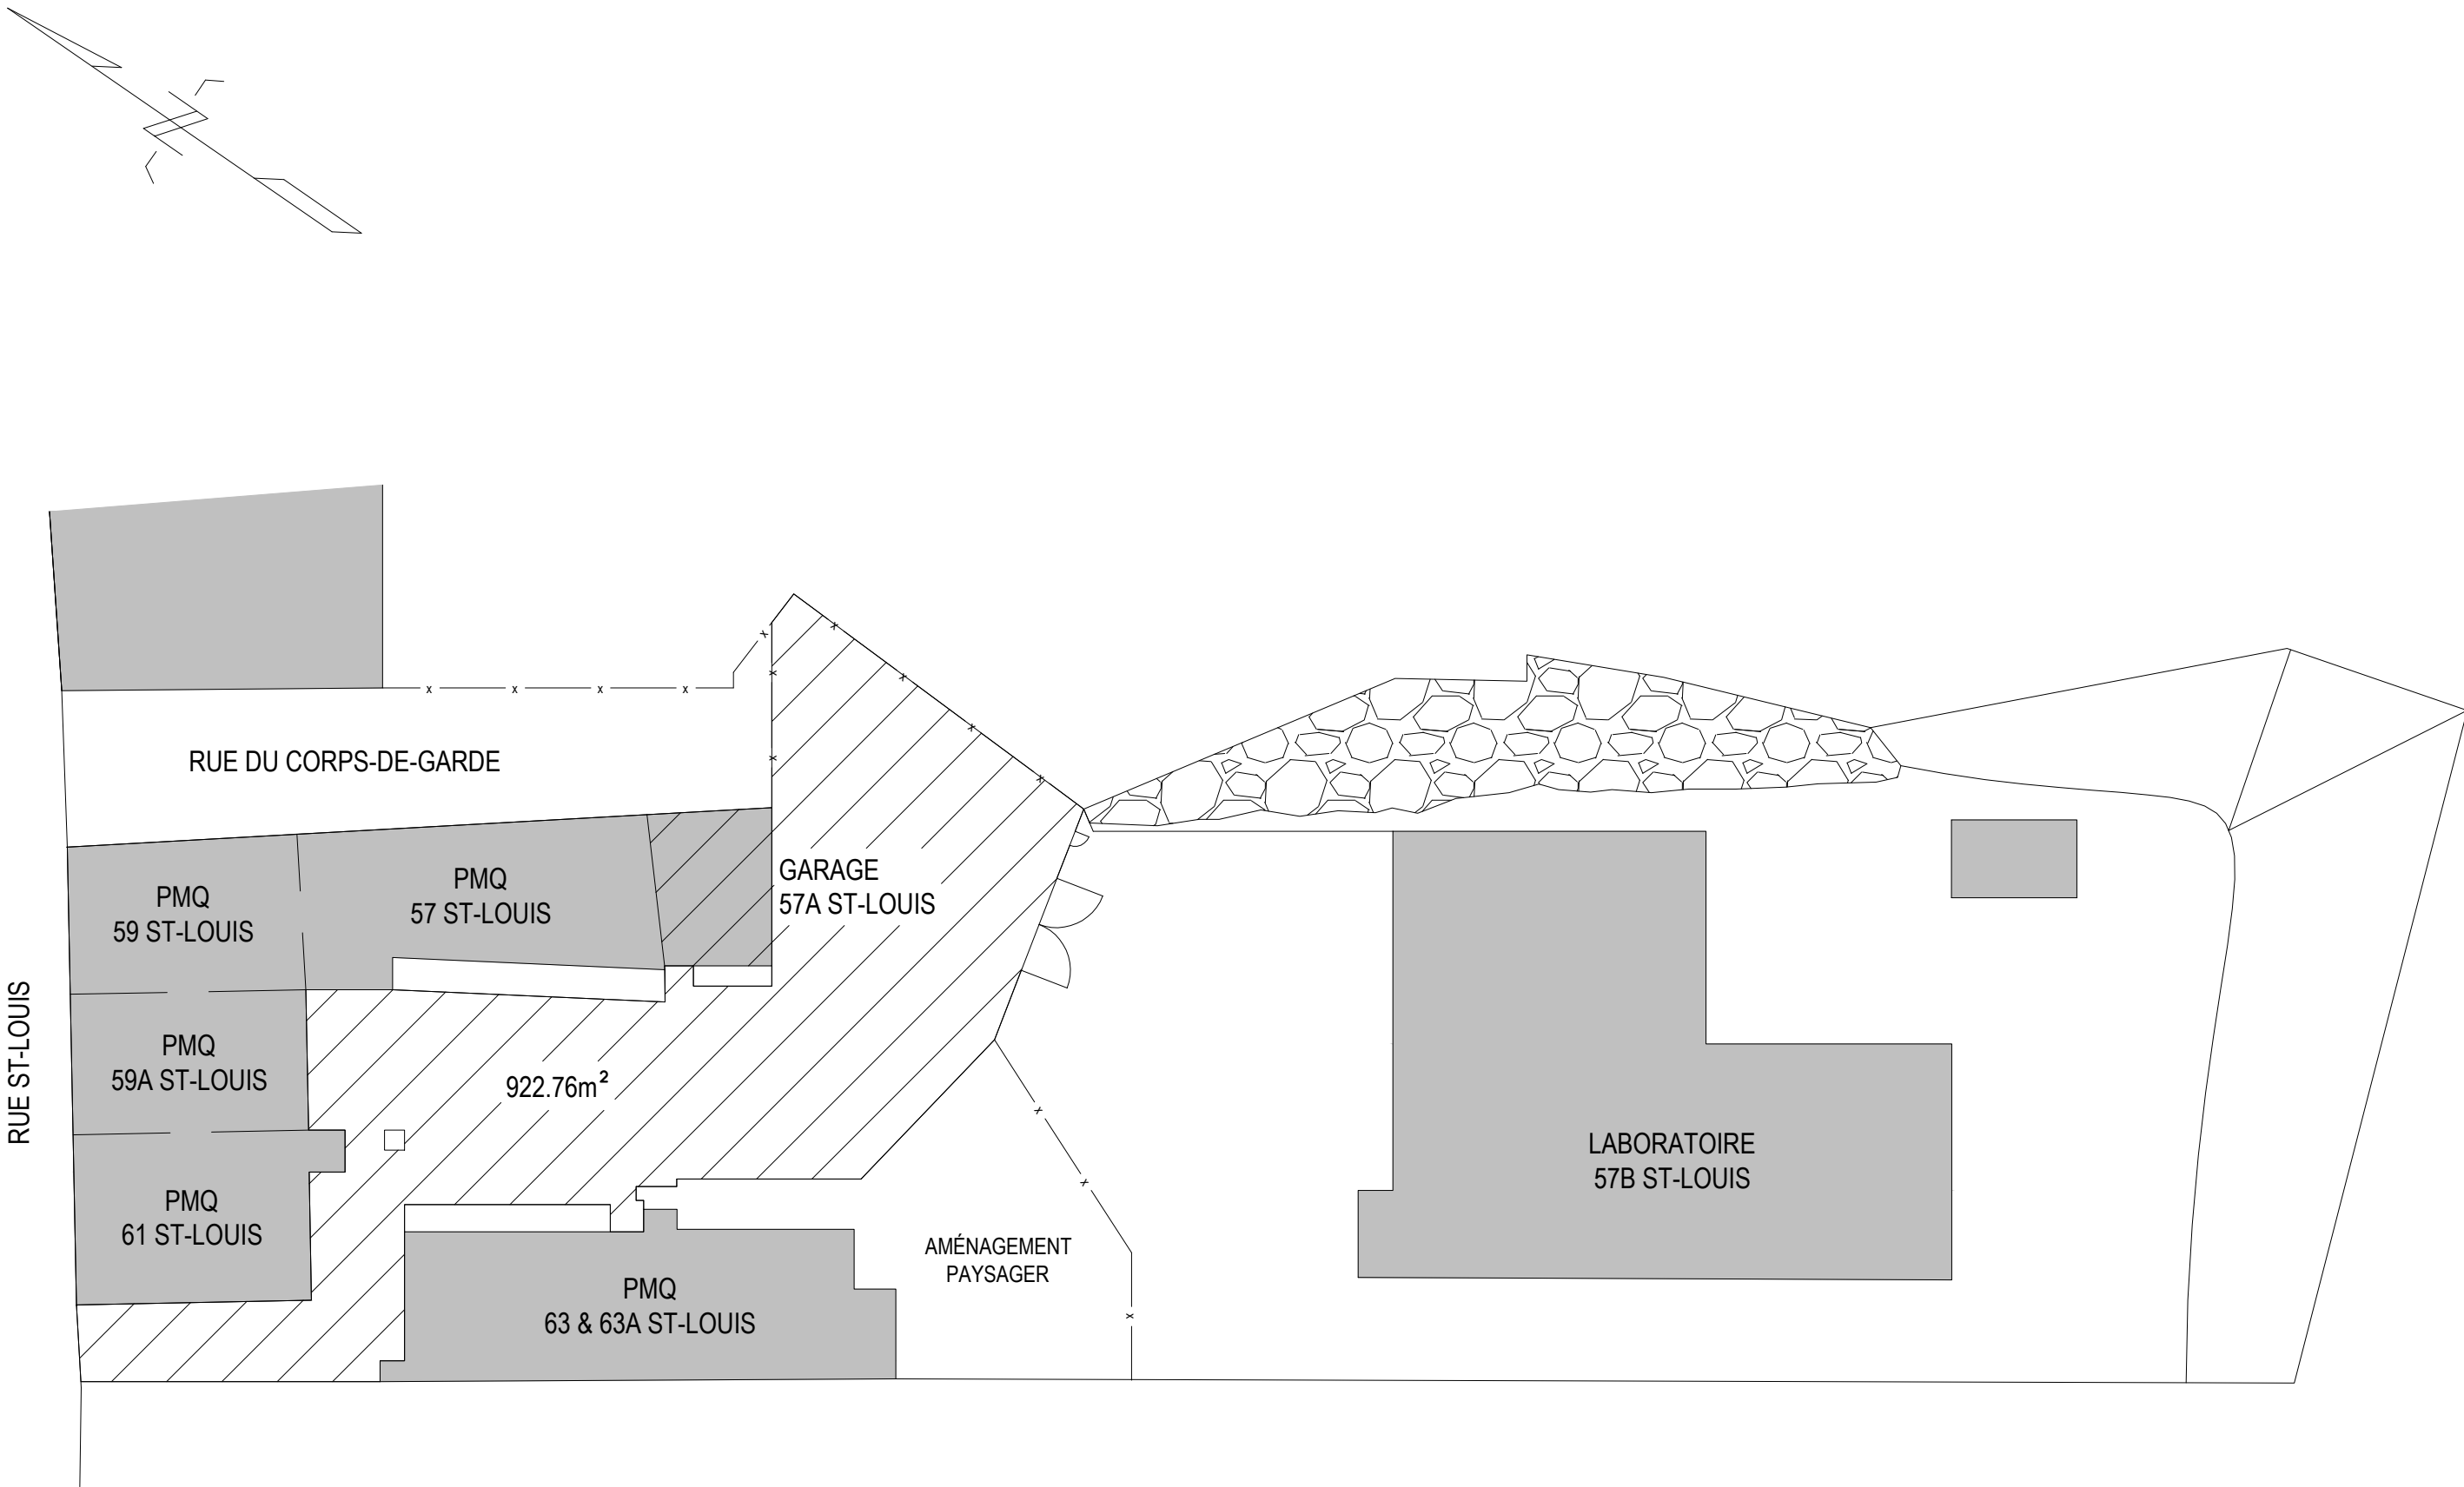 RUE DU CORPS-DE-GARDE
PMQ
59 ST-LOUIS
PMQ
57 ST-LOUIS
GARAGE
57A ST-LOUIS
RUE ST-LOUIS
PMQ
59A ST-LOUIS
922.76m²
PMQ
61 ST-LOUIS
PMQ
63 & 63A ST-LOUIS
AMÉNAGEMENT
PAYSAGER
LABORATOIRE
57B ST-LOUIS